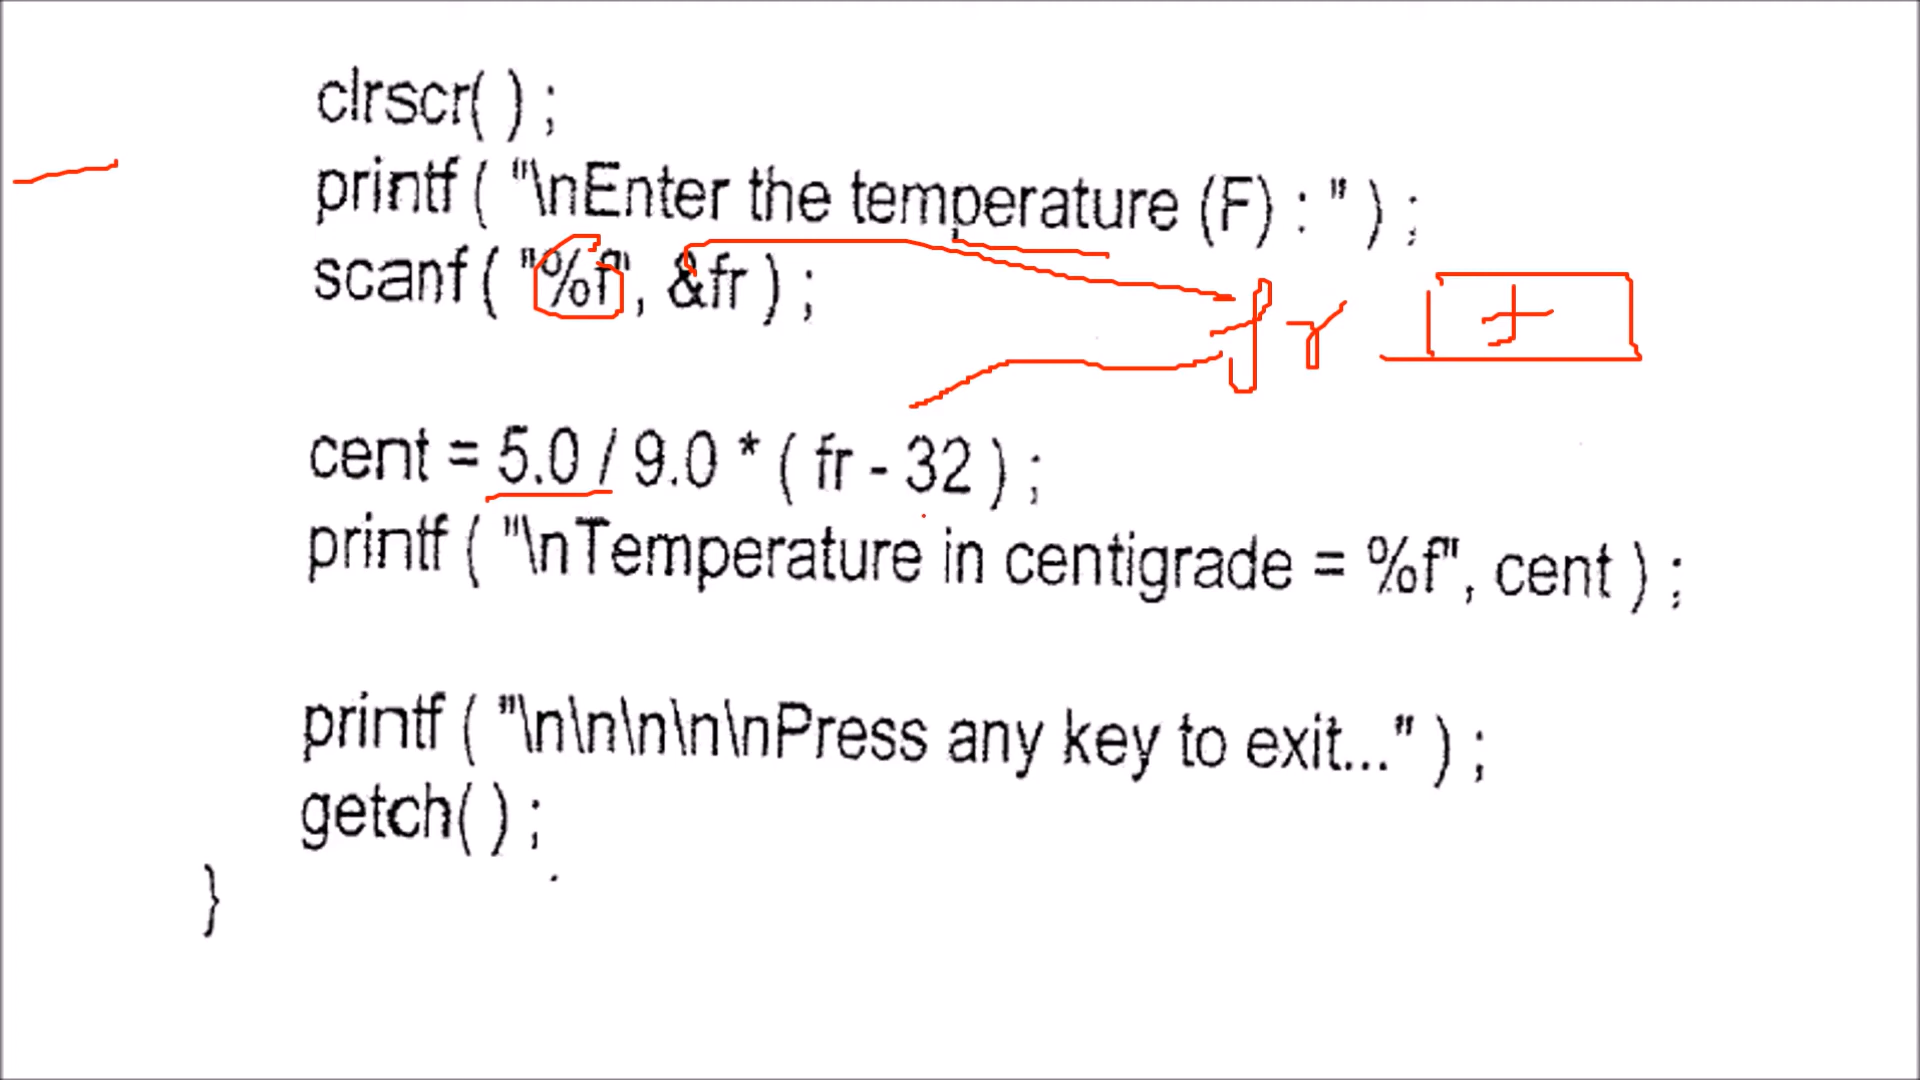 clrscr( ) ;
printf ( "\nEnter the temperature (F) : " ) ;
scanf ( "%f", &fr ) ;
fr
cent = 5.0 / 9.0 * ( fr - 32 ) ;
printf ( "\nTemperature in centigrade = %f", cent ) ;
printf ( "\n\n\n\n\nPress any key to exit..." ) ;
getch( ) ;
}